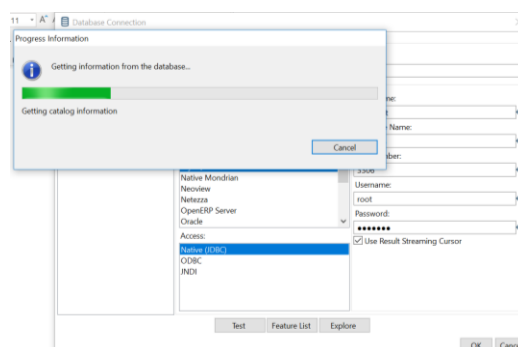 11
Database Connection
Progress Information
Getting information from the database...
Getting catalog information
Cancel
Name:
Native Mondrian
Neoview
Netezza
OpenERP Server
Oracle
3306
Username:
root
Password:
●●●●●●●
Use Result Streaming Cursor
Access:
Native (JDBC)
ODBC
JNDI
Test
Feature List
Explore
OK